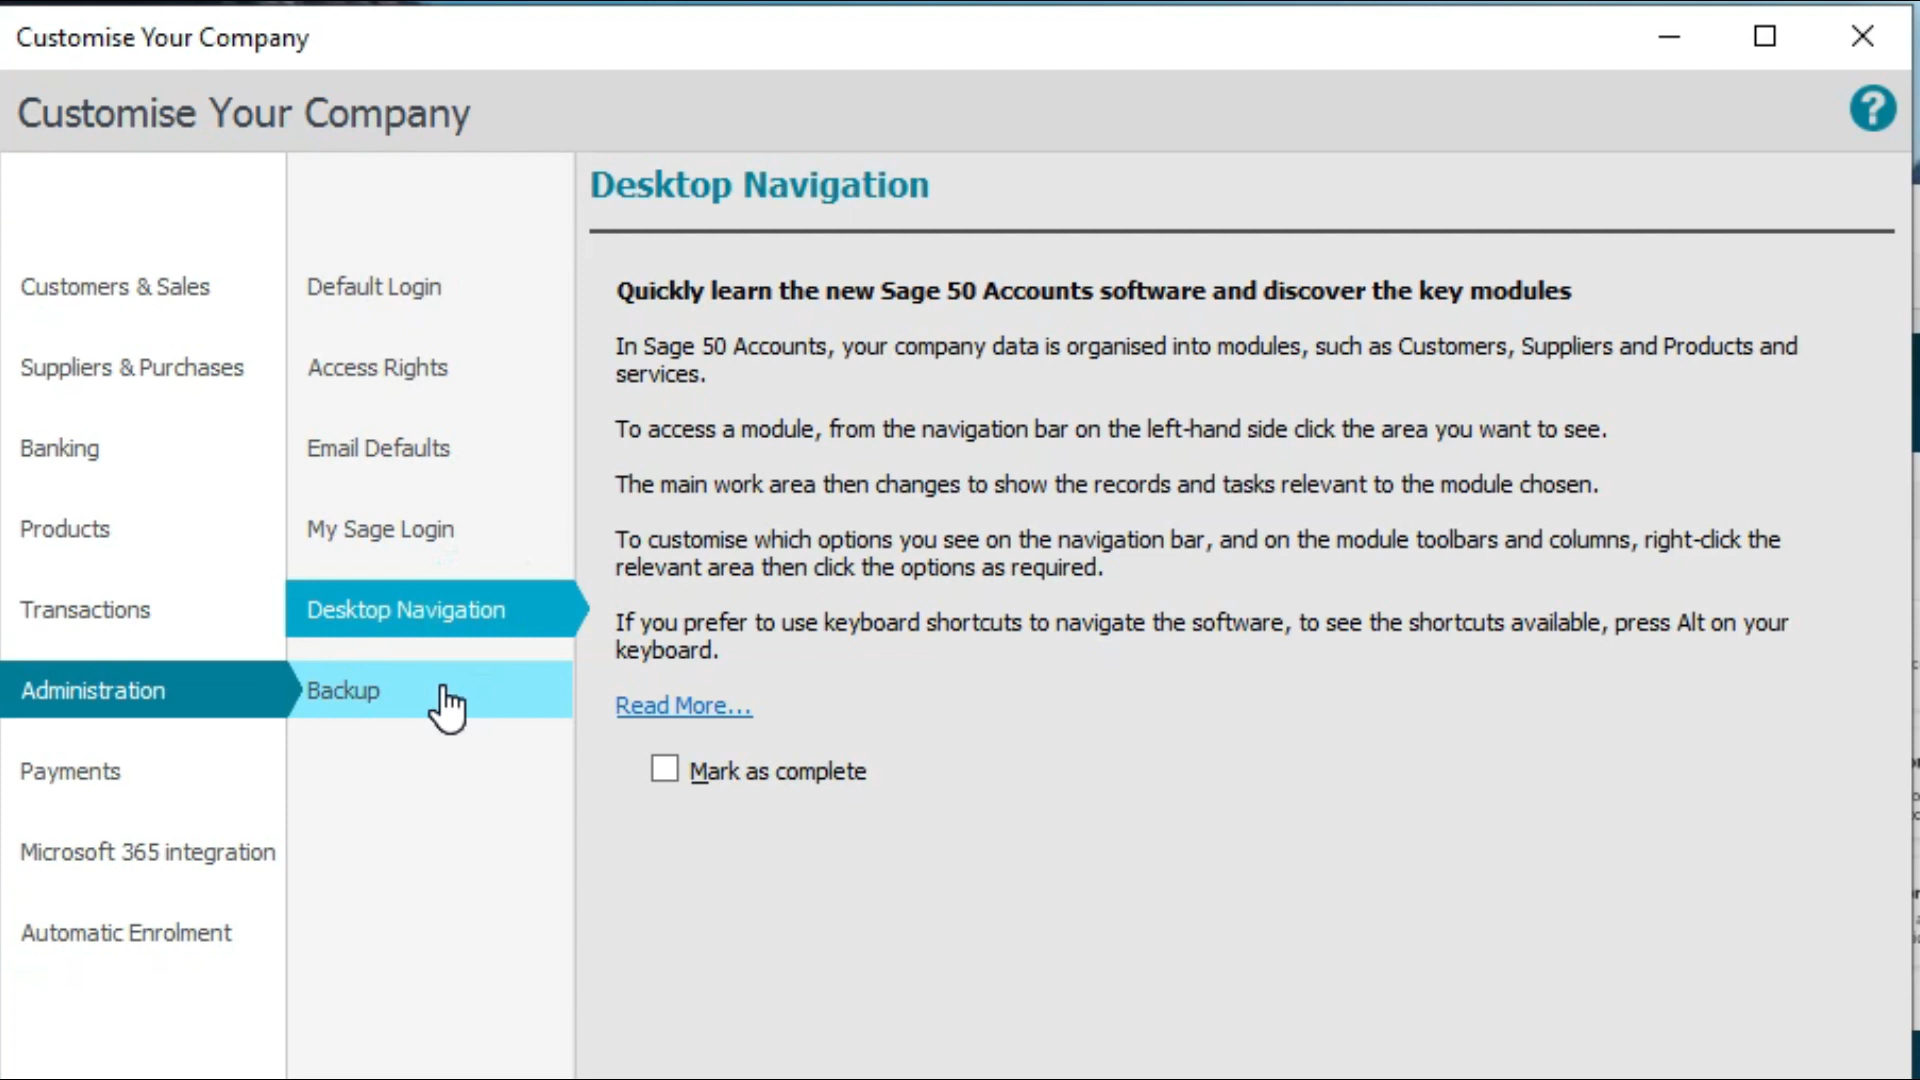 Customise Your Company
Customise Your Company
?
Customers & Sales
Suppliers & Purchases
Banking
Products
Transactions
Administration
Payments
Microsoft 365 integration
Automatic Enrolment
Default Login
Access Rights
Email Defaults
My Sage Login
Desktop Navigation
Backup
Desktop Navigation
Quickly learn the new Sage 50 Accounts software and discover the key modules
In Sage 50 Accounts, your company data is organised into modules, such as Customers, Suppliers and Products and
services.
To access a module, from the navigation bar on the left-hand side click the area you want to see.
The main work area then changes to show the records and tasks relevant to the module chosen.
To customise which options you see on the navigation bar, and on the module toolbars and columns, right-click the
relevant area then click the options as required.
If you prefer to use keyboard shortcuts to navigate the software, to see the shortcuts available, press Alt on your
keyboard.
Read More...
Mark as complete